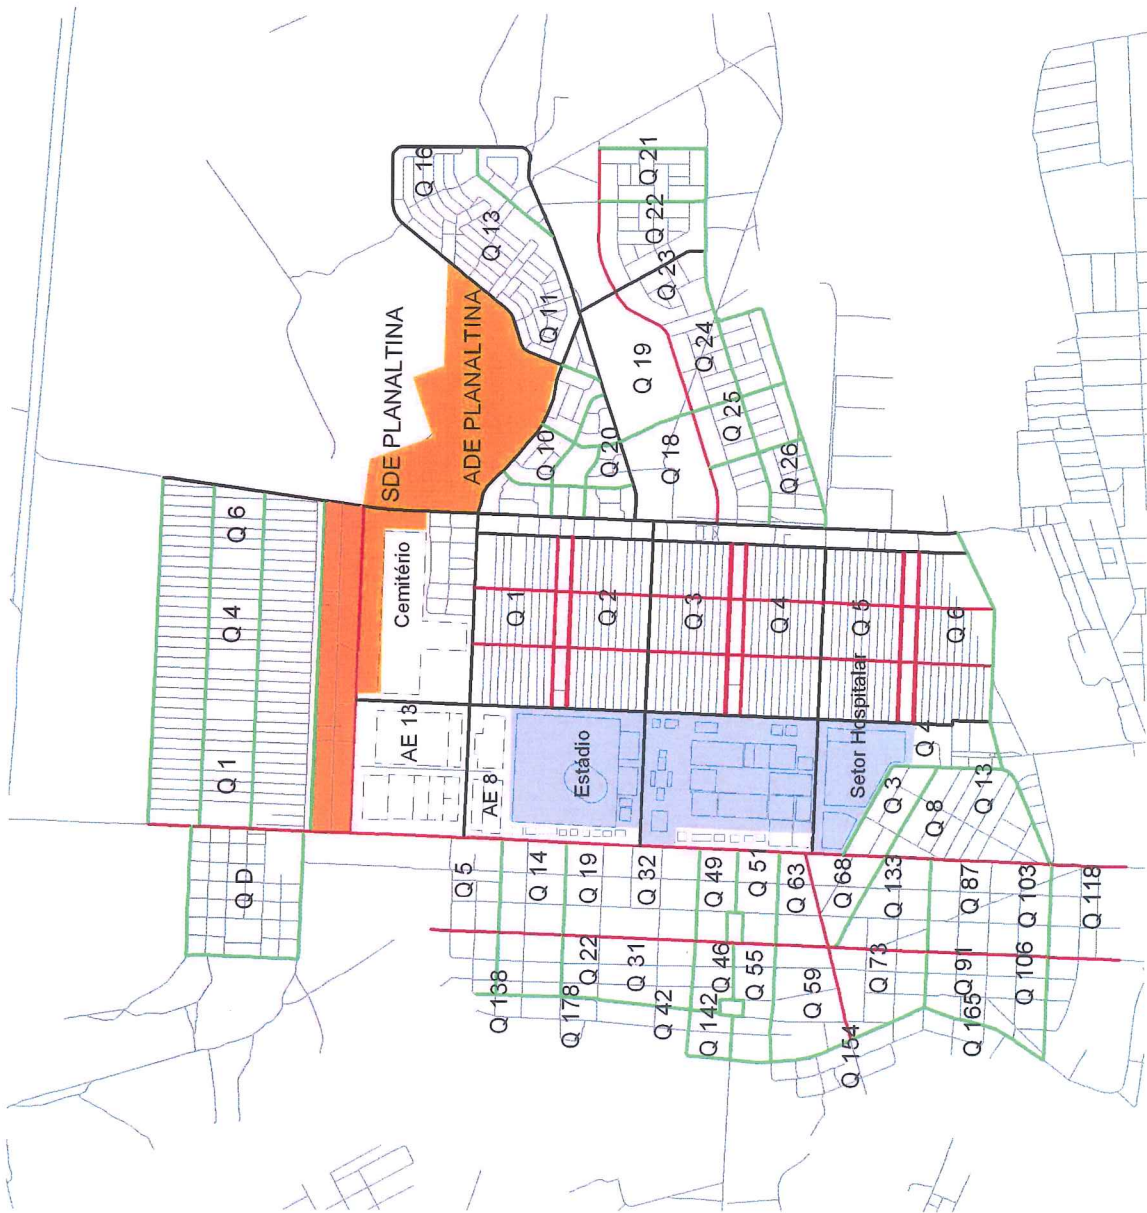 Q 16
Q 13
Q 11
SDE PLANALTINA
ADE PLANALTINA
Q 10
Q 20
Q 21
Q 22
Q 23
Q 19
Q 24
Q 18
Q 25
Q 26
Q 6
Q 4
Q 1
Cemitério
Q 1
Q 2
Q 3
Q 4
Q 5
Q 6
AE 13
AE 8
Estádio
Setor Hospitalar
Q 4
Q 3
Q 8
Q 13
Q D
Q 5
Q 14
Q 19
Q 32
Q 49
Q 51
Q 63
Q 68
Q 133
Q 87
Q 103
Q 118
Q 138
Q 178
Q 22
Q 31
Q 42
Q 46
Q 142
Q 55
Q 59
Q 73
Q 154
Q 91
Q 165
Q 106